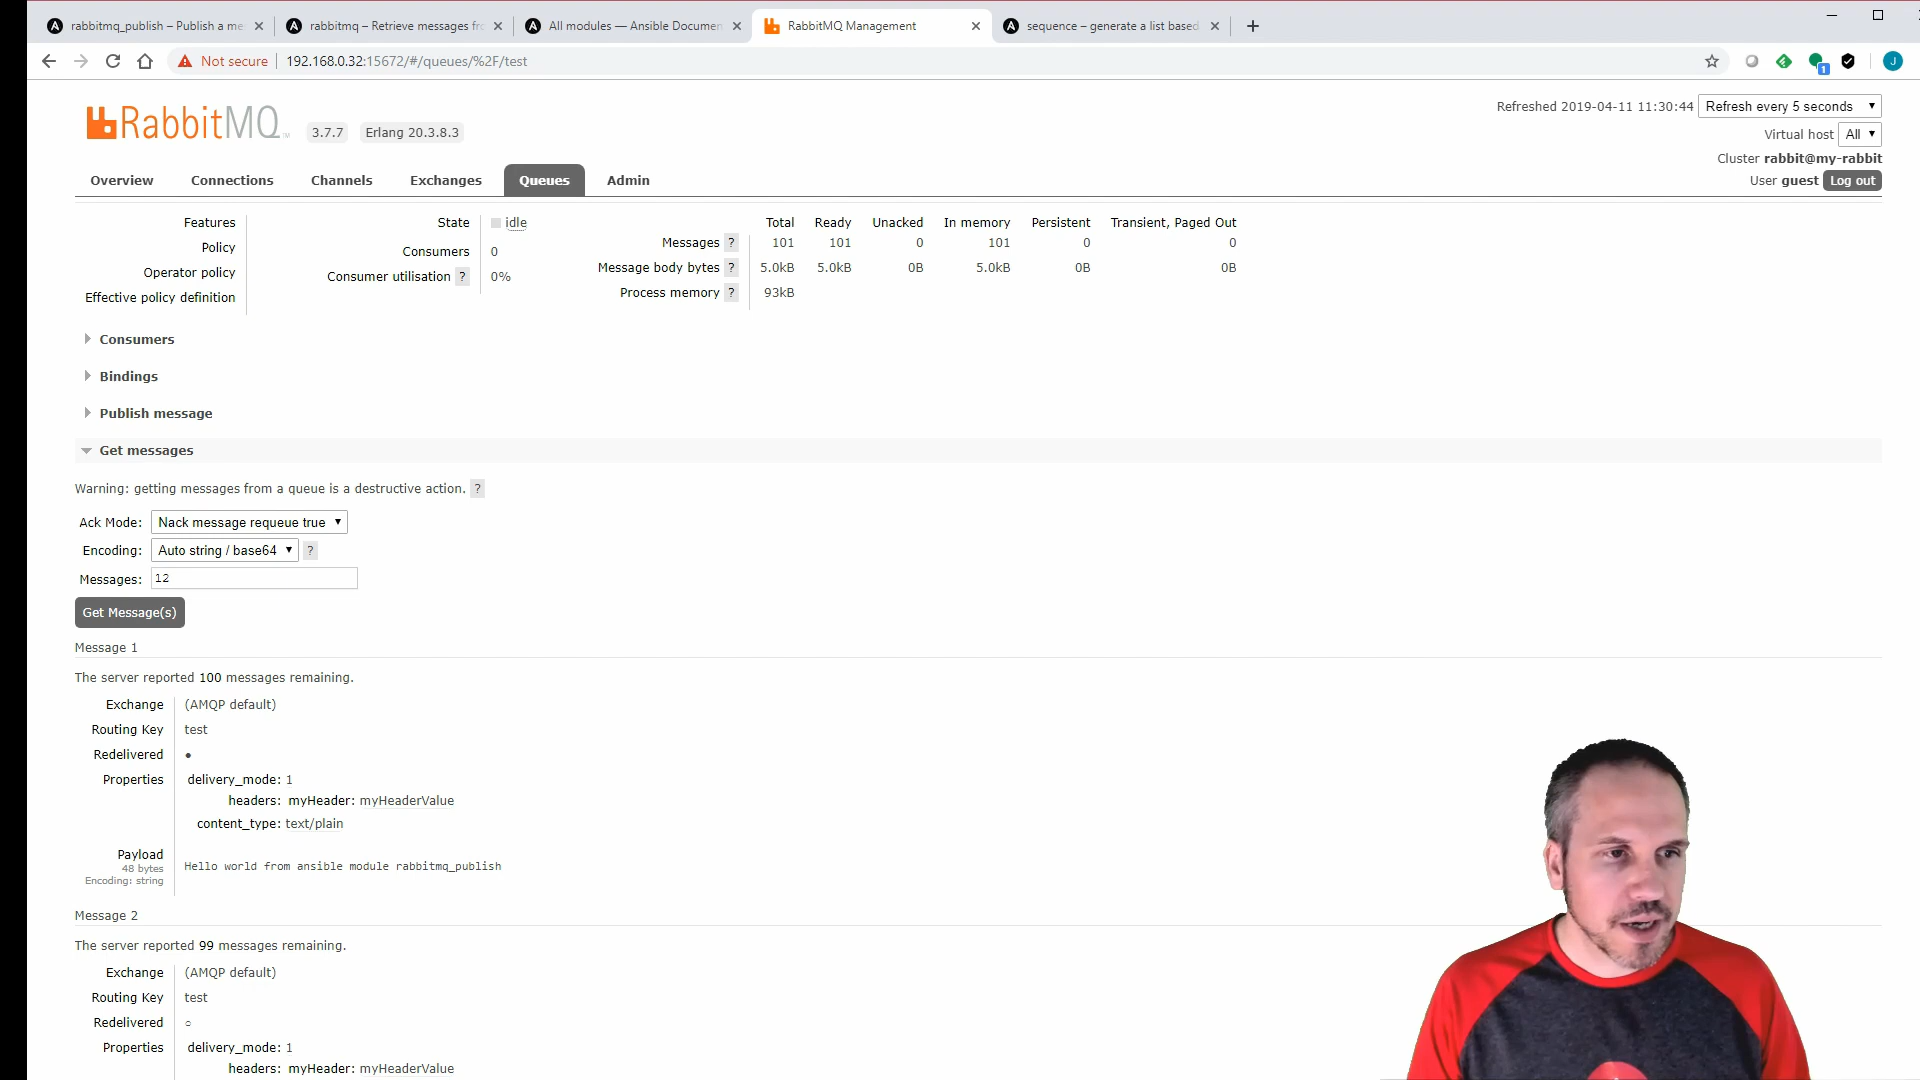 rabbitmq_publish – Publish a me
rabbitmq – Retrieve messages fro
All modules — Ansible Documen
RabbitMQ Management
sequence – generate a list based
Not secure
192.168.0.32:15672/#/queues/%2F/test
1
J
RabbitMQ™
3.7.7
Erlang 20.3.8.3
Refreshed 2019-04-11 11:30:44
Refresh every 5 seconds
Virtual host All
Cluster rabbit@my-rabbit
User guest Log out
Overview Connections Channels Exchanges Queues Admin
Features
Policy
Operator policy
Effective policy definition
State idle
Consumers 0
Consumer utilisation ? 0%
Total Ready Unacked In memory Persistent Transient, Paged Out
Messages ? 101 101 0 101 0 0
Message body bytes ? 5.0kB 5.0kB 0B 5.0kB 0B 0B
Process memory ? 93kB
Consumers
Bindings
Publish message
Get messages
Warning: getting messages from a queue is a destructive action. ?
Ack Mode: Nack message requeue true
Encoding: Auto string / base64 ?
Messages: 12
Get Message(s)
Message 1
The server reported 100 messages remaining.
Exchange (AMQP default)
Routing Key test
Redelivered ●
Properties delivery_mode: 1
headers: myHeader: myHeaderValue
content_type: text/plain
Payload
48 bytes
Encoding: string
Hello world from ansible module rabbitmq_publish
Message 2
The server reported 99 messages remaining.
Exchange (AMQP default)
Routing Key test
Redelivered ○
Properties delivery_mode: 1
headers: myHeader: myHeaderValue